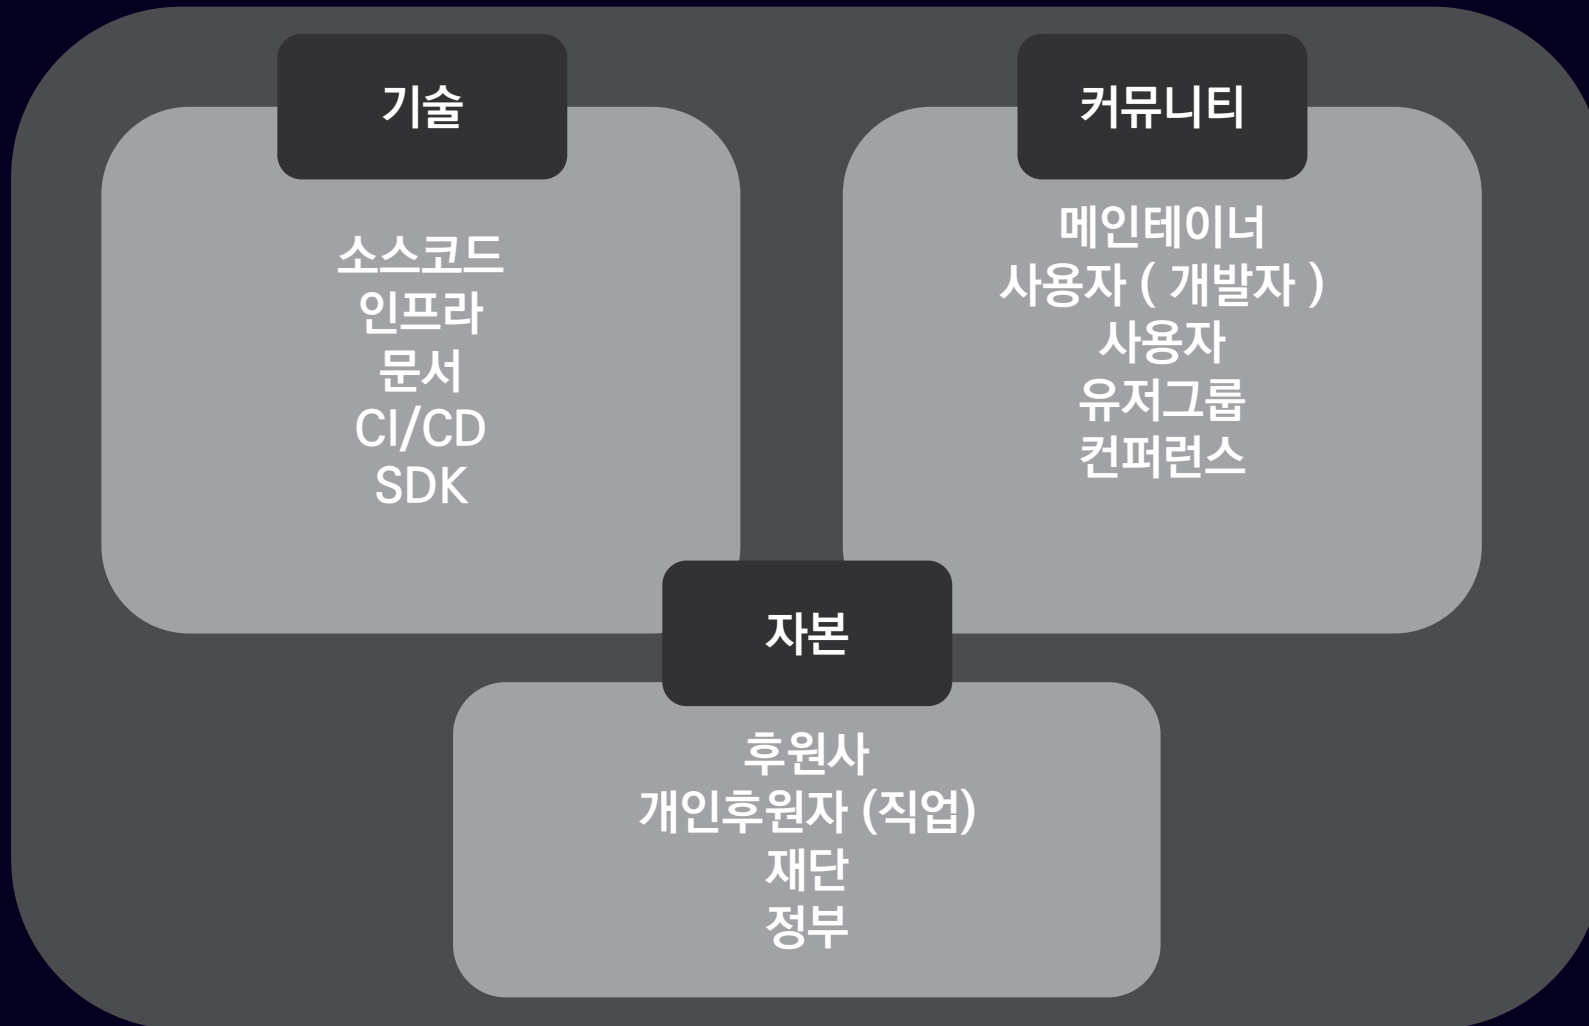 기술
소스코드
인프라
문서
CI/CD
SDK
커뮤니티
메인테이너
사용자 ( 개발자 )
사용자
유저그룹
컨퍼런스
자본
후원사
개인후원자 (직업)
재단
정부